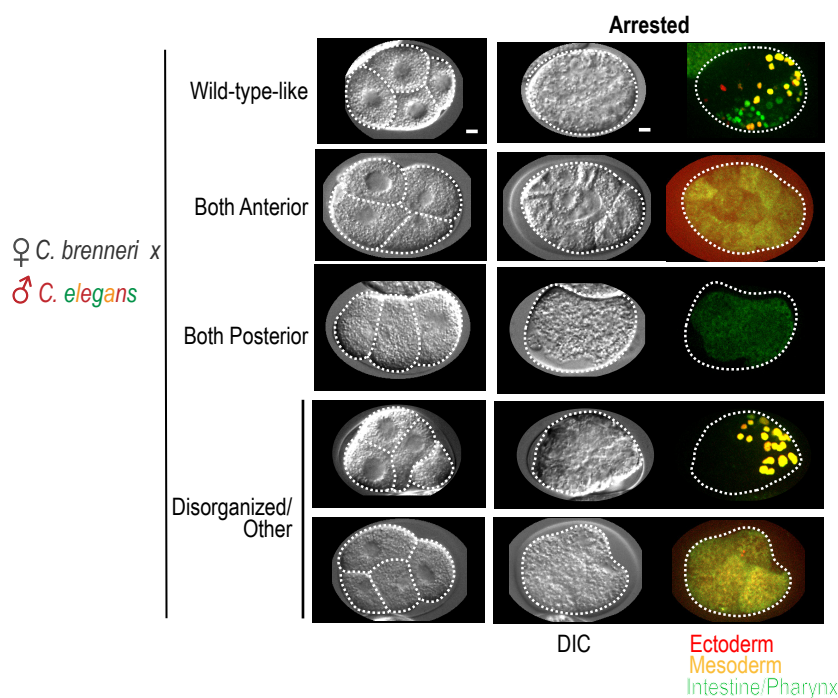 Arrested
Wild-type-like
Both Anterior
♀ C. brenneri x
♂ C. elegans
Both Posterior
Disorganized/
Other
DIC
Ectoderm
Mesoderm
Intestine/Pharynx